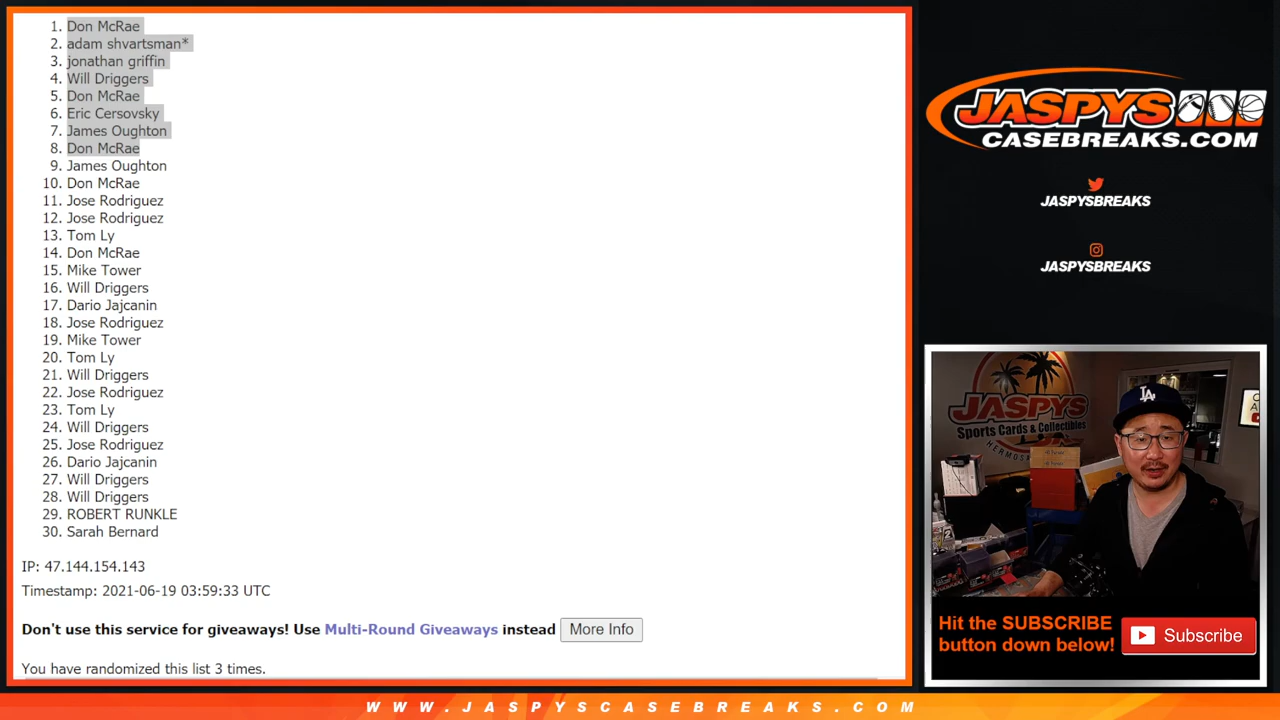 1. Don McRae
2. adam shvartsman*
3. jonathan griffin
4. Will Driggers
5. Don McRae
6. Eric Cersovsky
7. James Oughton
8. Don McRae
9. James Oughton
10. Don McRae
11. Jose Rodriguez
12. Jose Rodriguez
13. Tom Ly
14. Don McRae
15. Mike Tower
16. Will Driggers
17. Dario Jajcanin
18. Jose Rodriguez
19. Mike Tower
20. Tom Ly
21. Will Driggers
22. Jose Rodriguez
23. Tom Ly
24. Will Driggers
25. Jose Rodriguez
26. Dario Jajcanin
27. Will Driggers
28. Will Driggers
29. ROBERT RUNKLE
30. Sarah Bernard
IP: 47.144.154.143
Timestamp: 2021-06-19 03:59:33 UTC
Don't use this service for giveaways! Use Multi-Round Giveaways instead More Info
You have randomized this list 3 times.
JASPYS
CASEBREAKS.COM
JASPYSBREAKS
JASPYSBREAKS
JASPYS
Sports Cards & Collectibles
LA
Hit the SUBSCRIBE
button down below!
Subscribe
WWW.JASPYSCASEBREAKS.COM